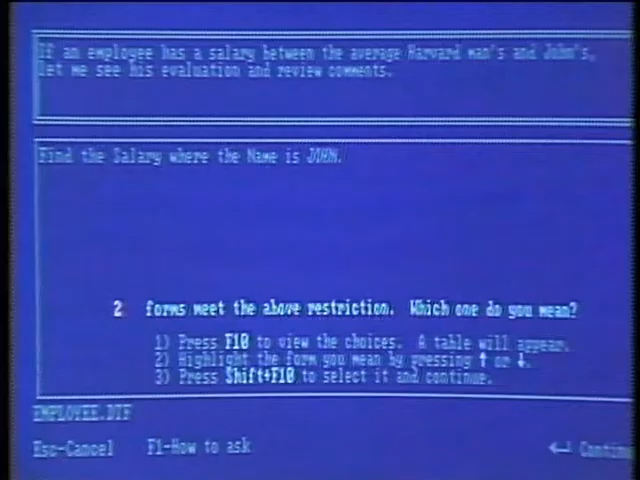 If an employee has a salary between the average Harvard man's and John's,
let me see his evaluation and review comments.
Find the Salary where the Name is JOHN.
2 forms meet the above restriction. Which one do you mean?
1) Press F10 to view the choices. A table will appear.
2) Highlight the form you mean by pressing ↑ or ↓.
3) Press Shift+F10 to select it and continue.
EMPLOYEE.DTF
Esc-Cancel F1-How to ask ↵ Continu